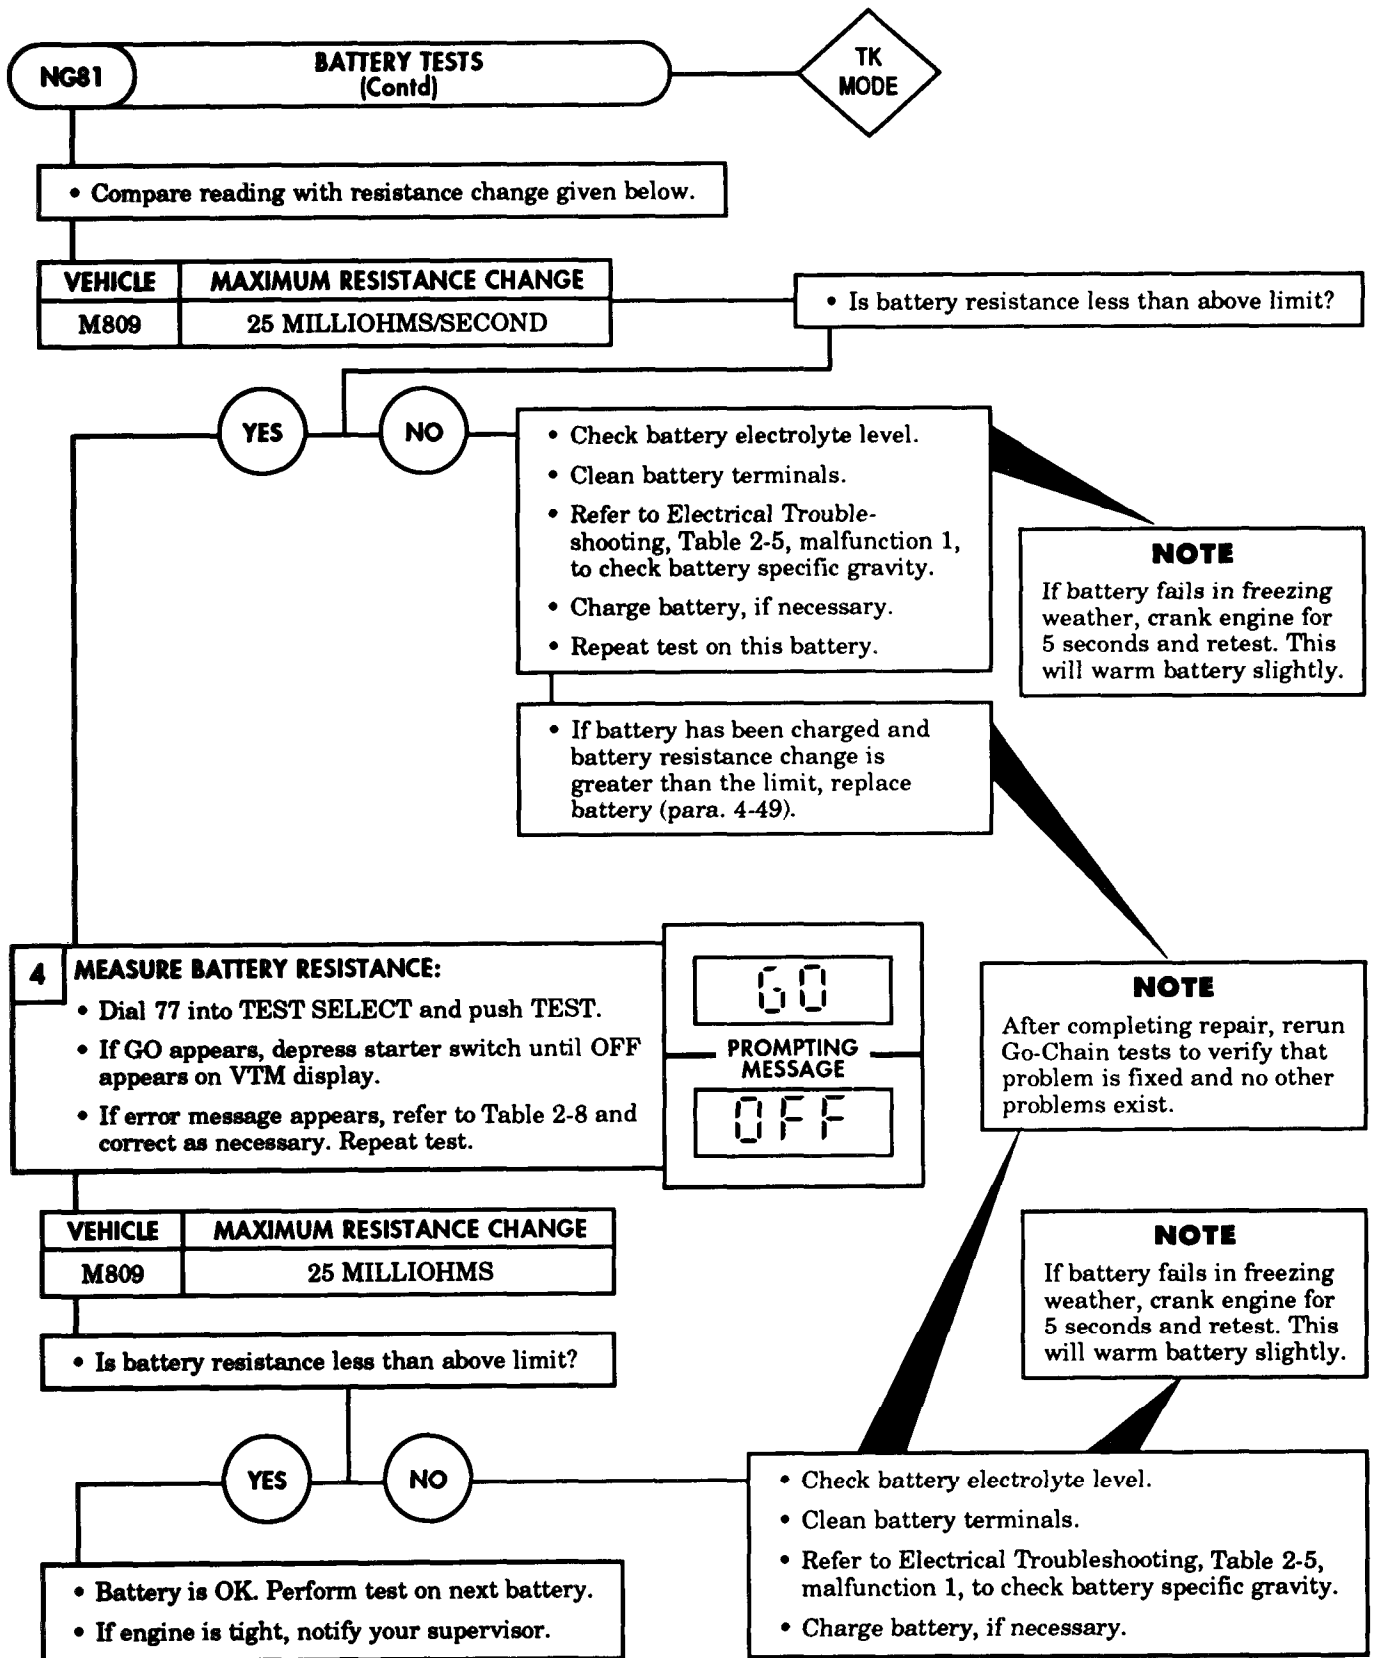 NG81
BATTERY TESTS
(Contd)
TK
MODE
• Compare reading with resistance change given below.
VEHICLE MAXIMUM RESISTANCE CHANGE
M809 25 MILLIOHMS/SECOND
• Is battery resistance less than above limit?
YES
NO
• Check battery electrolyte level.
• Clean battery terminals.
• Refer to Electrical Trouble-
shooting, Table 2-5, malfunction 1,
to check battery specific gravity.
• Charge battery, if necessary.
• Repeat test on this battery.
NOTE
If battery fails in freezing
weather, crank engine for
5 seconds and retest. This
will warm battery slightly.
• If battery has been charged and
battery resistance change is
greater than the limit, replace
battery (para. 4-49).
4 MEASURE BATTERY RESISTANCE:
• Dial 77 into TEST SELECT and push TEST.
• If GO appears, depress starter switch until OFF
appears on VTM display.
• If error message appears, refer to Table 2-8 and
correct as necessary. Repeat test.
GO
PROMPTING
MESSAGE
OFF
NOTE
After completing repair, rerun
Go-Chain tests to verify that
problem is fixed and no other
problems exist.
VEHICLE MAXIMUM RESISTANCE CHANGE
M809 25 MILLIOHMS
NOTE
If battery fails in freezing
weather, crank engine for
5 seconds and retest. This
will warm battery slightly.
• Is battery resistance less than above limit?
YES
NO
• Check battery electrolyte level.
• Clean battery terminals.
• Refer to Electrical Troubleshooting, Table 2-5,
malfunction 1, to check battery specific gravity.
• Charge battery, if necessary.
• Battery is OK. Perform test on next battery.
• If engine is tight, notify your supervisor.